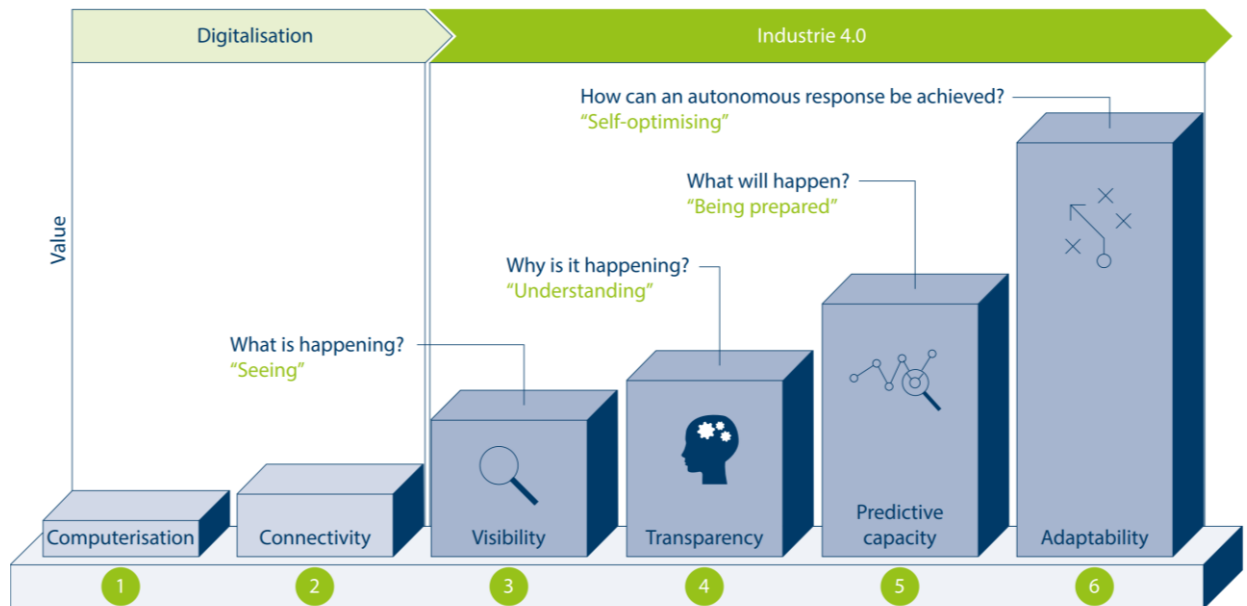 Digitalisation
Industrie 4.0
How can an autonomous response be achieved?
“Self-optimising”
What will happen?
“Being prepared”
Value
Why is it happening?
“Understanding”
What is happening?
“Seeing”
Computerisation
Connectivity
Visibility
Transparency
Predictive
capacity
Adaptability
1
2
3
4
5
6